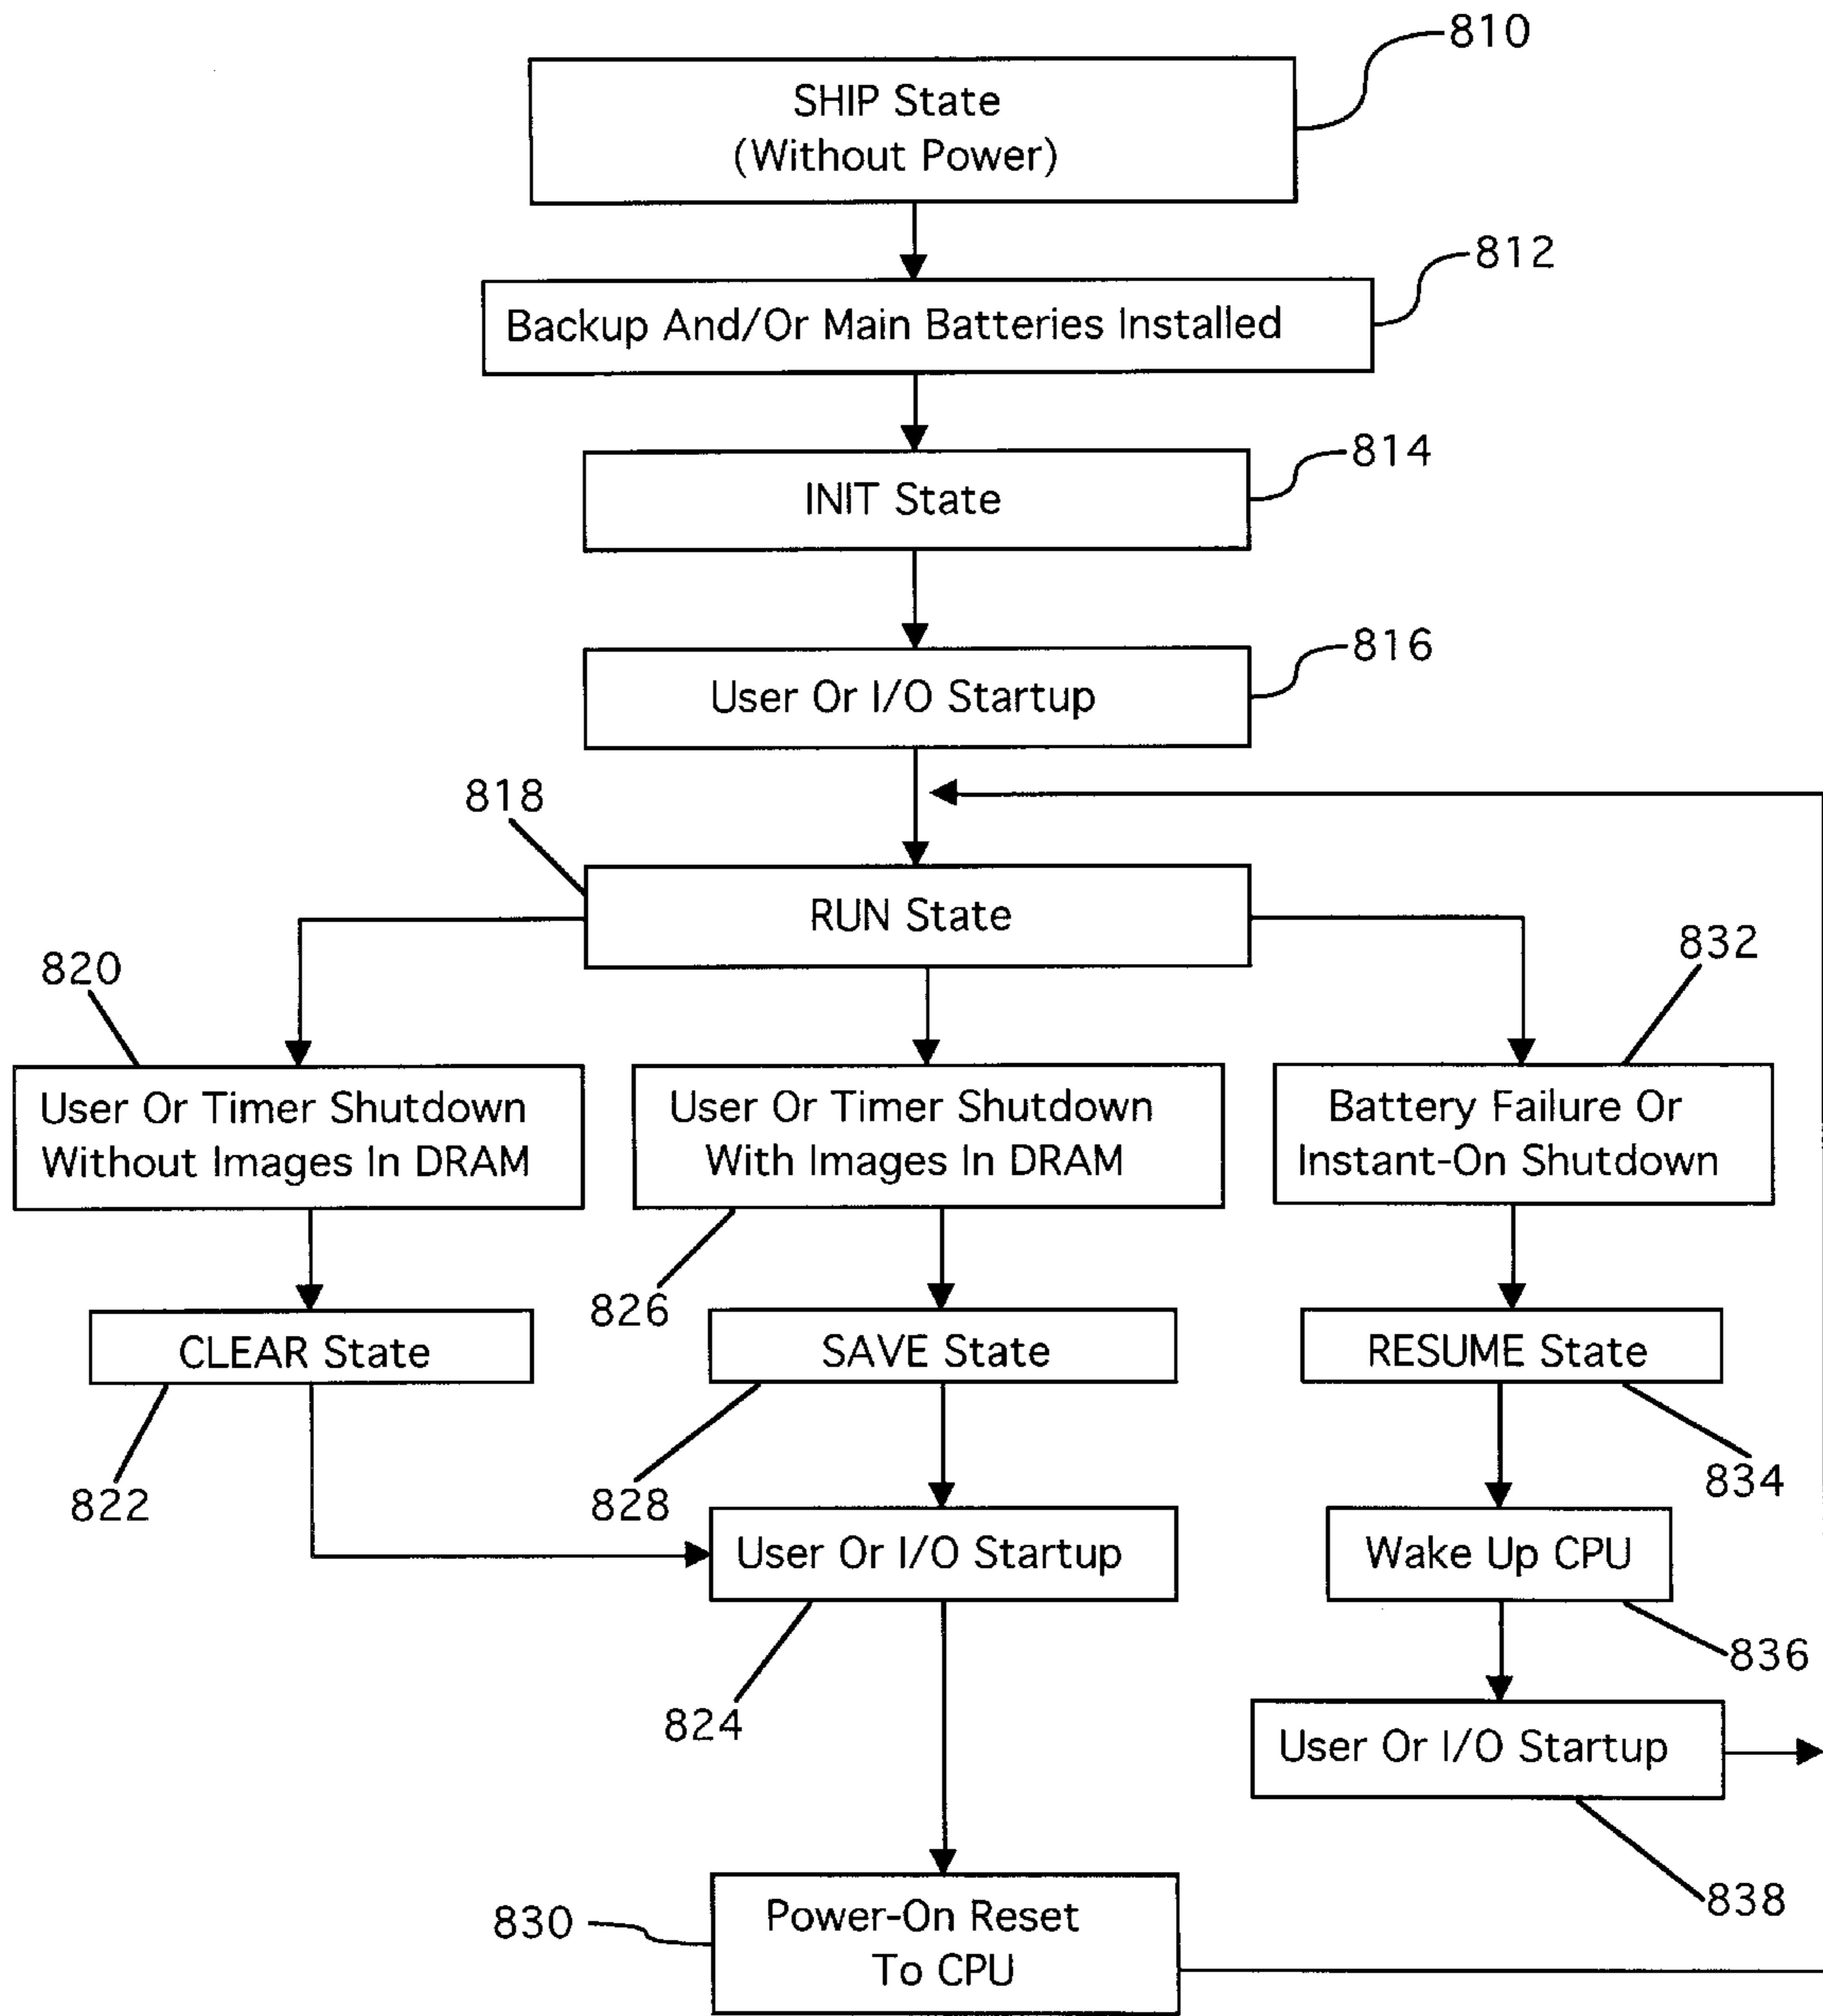 810
SHIP State
(Without Power)
812
Backup And/Or Main Batteries Installed
814
INIT State
816
User Or I/O Startup
818
RUN State
820
832
User Or Timer Shutdown
Without Images In DRAM
User Or Timer Shutdown
With Images In DRAM
Battery Failure Or
Instant-On Shutdown
826
CLEAR State
SAVE State
RESUME State
822
828
834
User Or I/O Startup
Wake Up CPU
824
836
User Or I/O Startup
838
830
Power-On Reset
To CPU